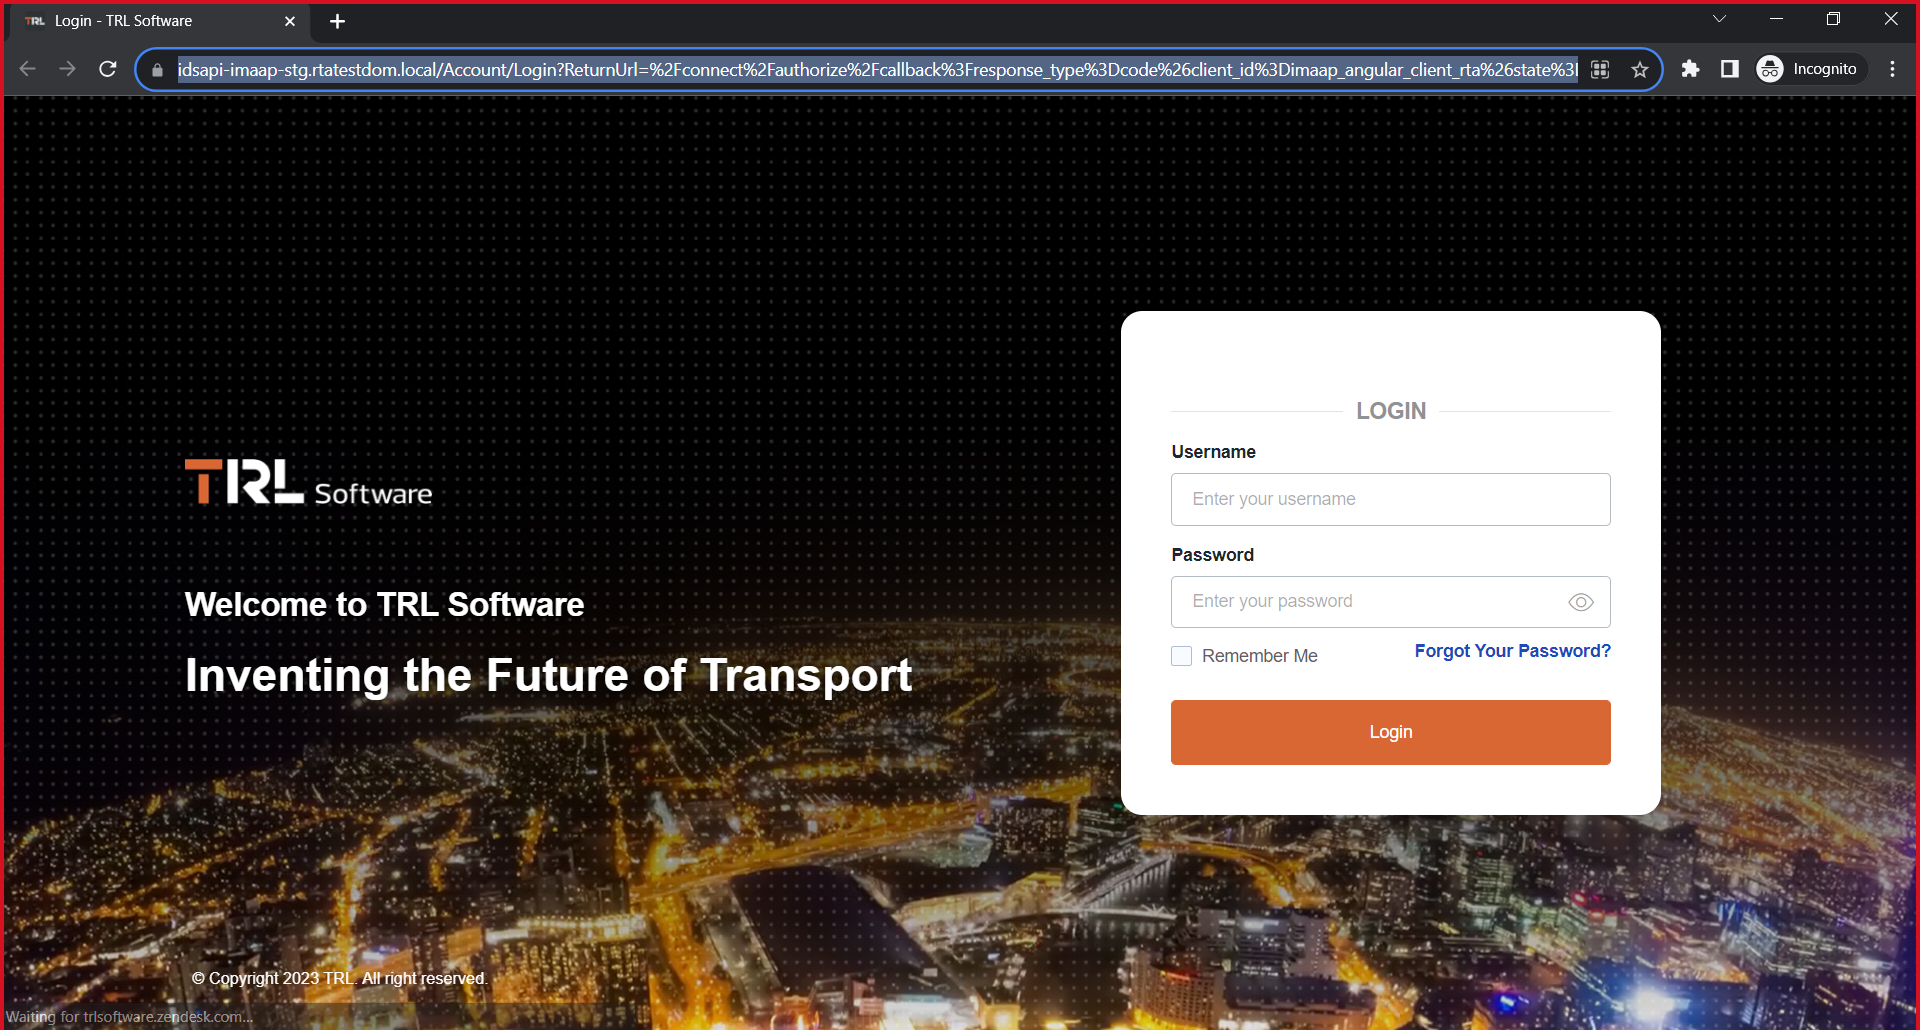 TRL Login - TRL Software
idsapi-imaap-stg.rtatestdom.local/Account/Login?ReturnUrl=%2Fconnect%2Fauthorize%2Fcallback%3Fresponse_type%3Dcode%26client_id%3Dimaap_angular_client_rta%26state%3D
Incognito
TRL Software
Welcome to TRL Software
Inventing the Future of Transport
LOGIN
Username
Enter your username
Password
Enter your password
Remember Me
Forgot Your Password?
Login
© Copyright 2023 TRL. All right reserved.
Waiting for trlsoftware.zendesk.com...